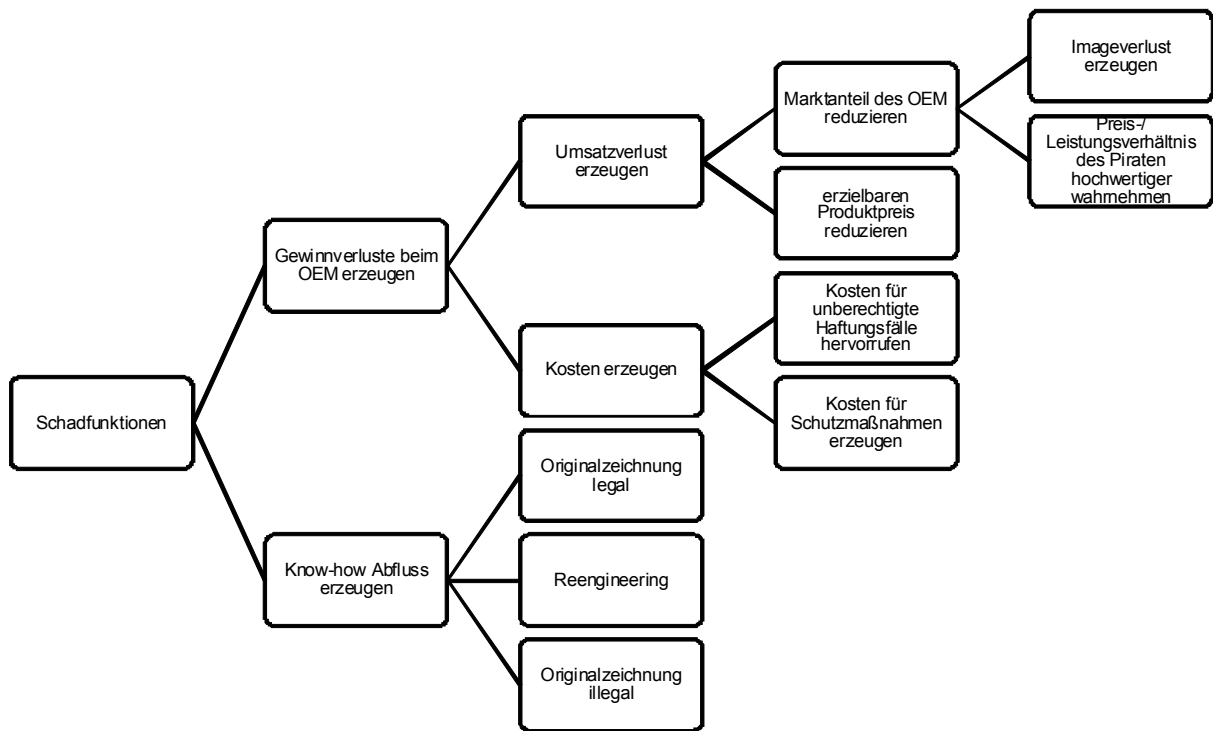 Schadfunktionen
Gewinnverluste beim
OEM erzeugen
Know-how Abfluss
erzeugen
Umsatzverlust
erzeugen
Kosten erzeugen
Originalzeichnung
legal
Reengineering
Originalzeichnung
illegal
Marktanteil des OEM
reduzieren
erzielbaren
Produktpreis
reduzieren
Kosten für
unberechtigte
Haftungsfälle
hervorrufen
Kosten für
Schutzmaßnahmen
erzeugen
Imageverlust
erzeugen
Preis-/
Leistungsverhältnis
des Piraten
hochwertiger
wahrnehmen